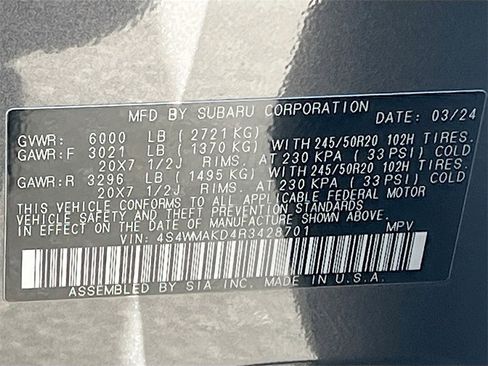 MFD BY SUBARU CORPORATION DATE: 03/24
GVWR: 6000 LB ( 2721 KG)
GAWR:F 3021 LB ( 1370 KG) WITH 245/50R20 102H TIRES.
20X7 1/2J RIMS. AT 230 KPA ( 33 PSI) COLD
GAWR:R 3296 LB ( 1495 KG) WITH 245/50R20 102H TIRES.
20X7 1/2J RIMS. AT 230 KPA ( 33 PSI) COLD
THIS VEHICLE CONFORMS TO ALL APPLICABLE FEDERAL MOTOR
VEHICLE SAFETY AND THEFT PREVENTION STANDARDS
IN EFFECT ON THE DATE OF MANUFACTURE SHOWN ABOVE.
VIN: 4S4WMAKD4R3428701 MPV
ASSEMBLED BY SIA INC. MADE IN U.S.A.